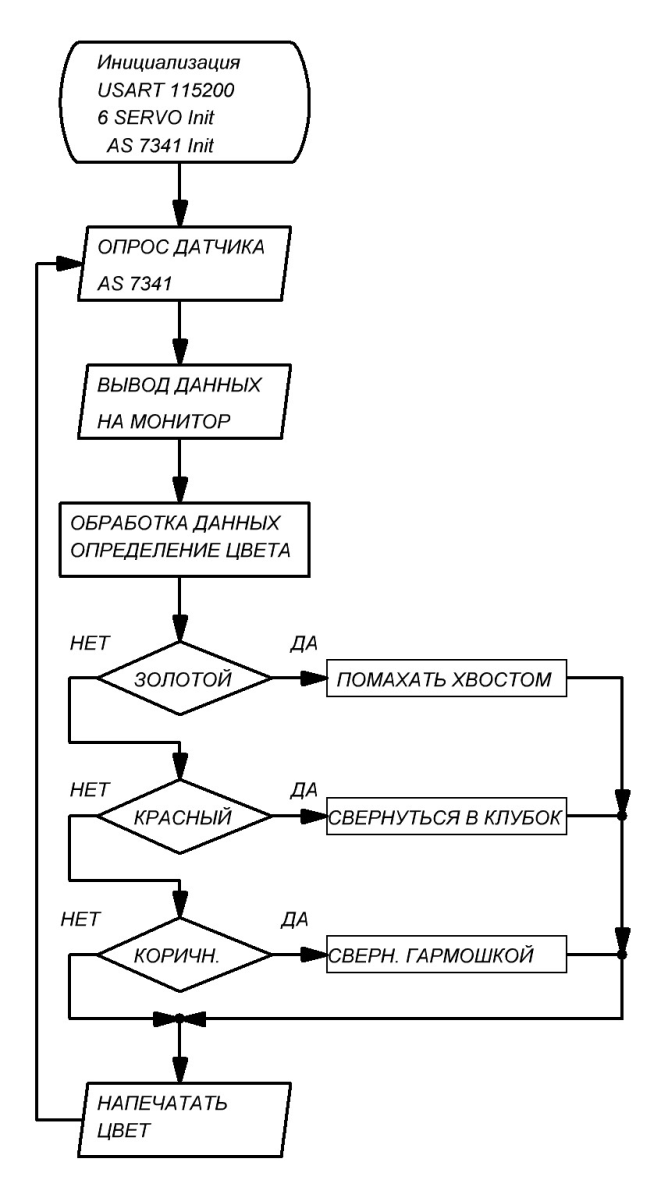 Инициализация
USART 115200
6 SERVO Init
AS 7341 Init
ОПРОС ДАТЧИКА
AS 7341
ВЫВОД ДАННЫХ
НА МОНИТОР
ОБРАБОТКА ДАННЫХ
ОПРЕДЕЛЕНИЕ ЦВЕТА
НЕТ
ДА
ЗОЛОТОЙ
ПОМАХАТЬ ХВОСТОМ
НЕТ
ДА
КРАСНЫЙ
СВЕРНУТЬСЯ В КЛУБОК
НЕТ
ДА
КОРИЧН.
СВЕРН. ГАРМОШКОЙ
НАПЕЧАТАТЬ
ЦВЕТ